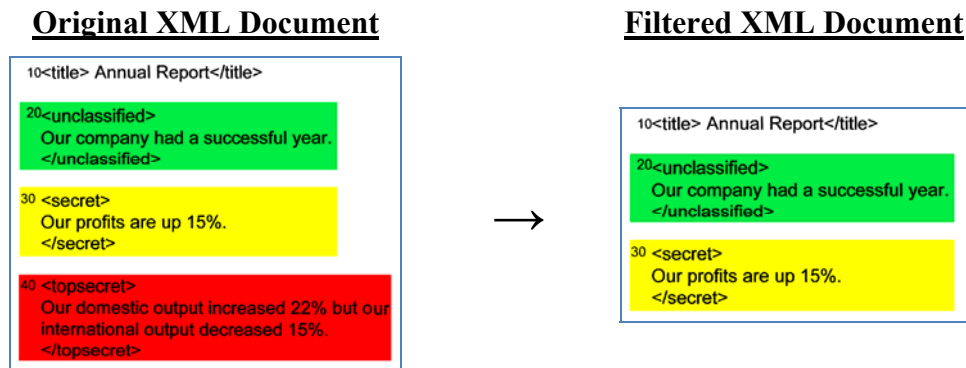 Original XML Document
10<title> Annual Report</title>
20<unclassified>
Our company had a successful year.
</unclassified>
30 <secret>
Our profits are up 15%.
</secret>
40 <topsecret>
Our domestic output increased 22% but our
international output decreased 15%.
</topsecret>
→
Filtered XML Document
10<title> Annual Report</title>
20<unclassified>
Our company had a successful year.
</unclassified>
30 <secret>
Our profits are up 15%.
</secret>